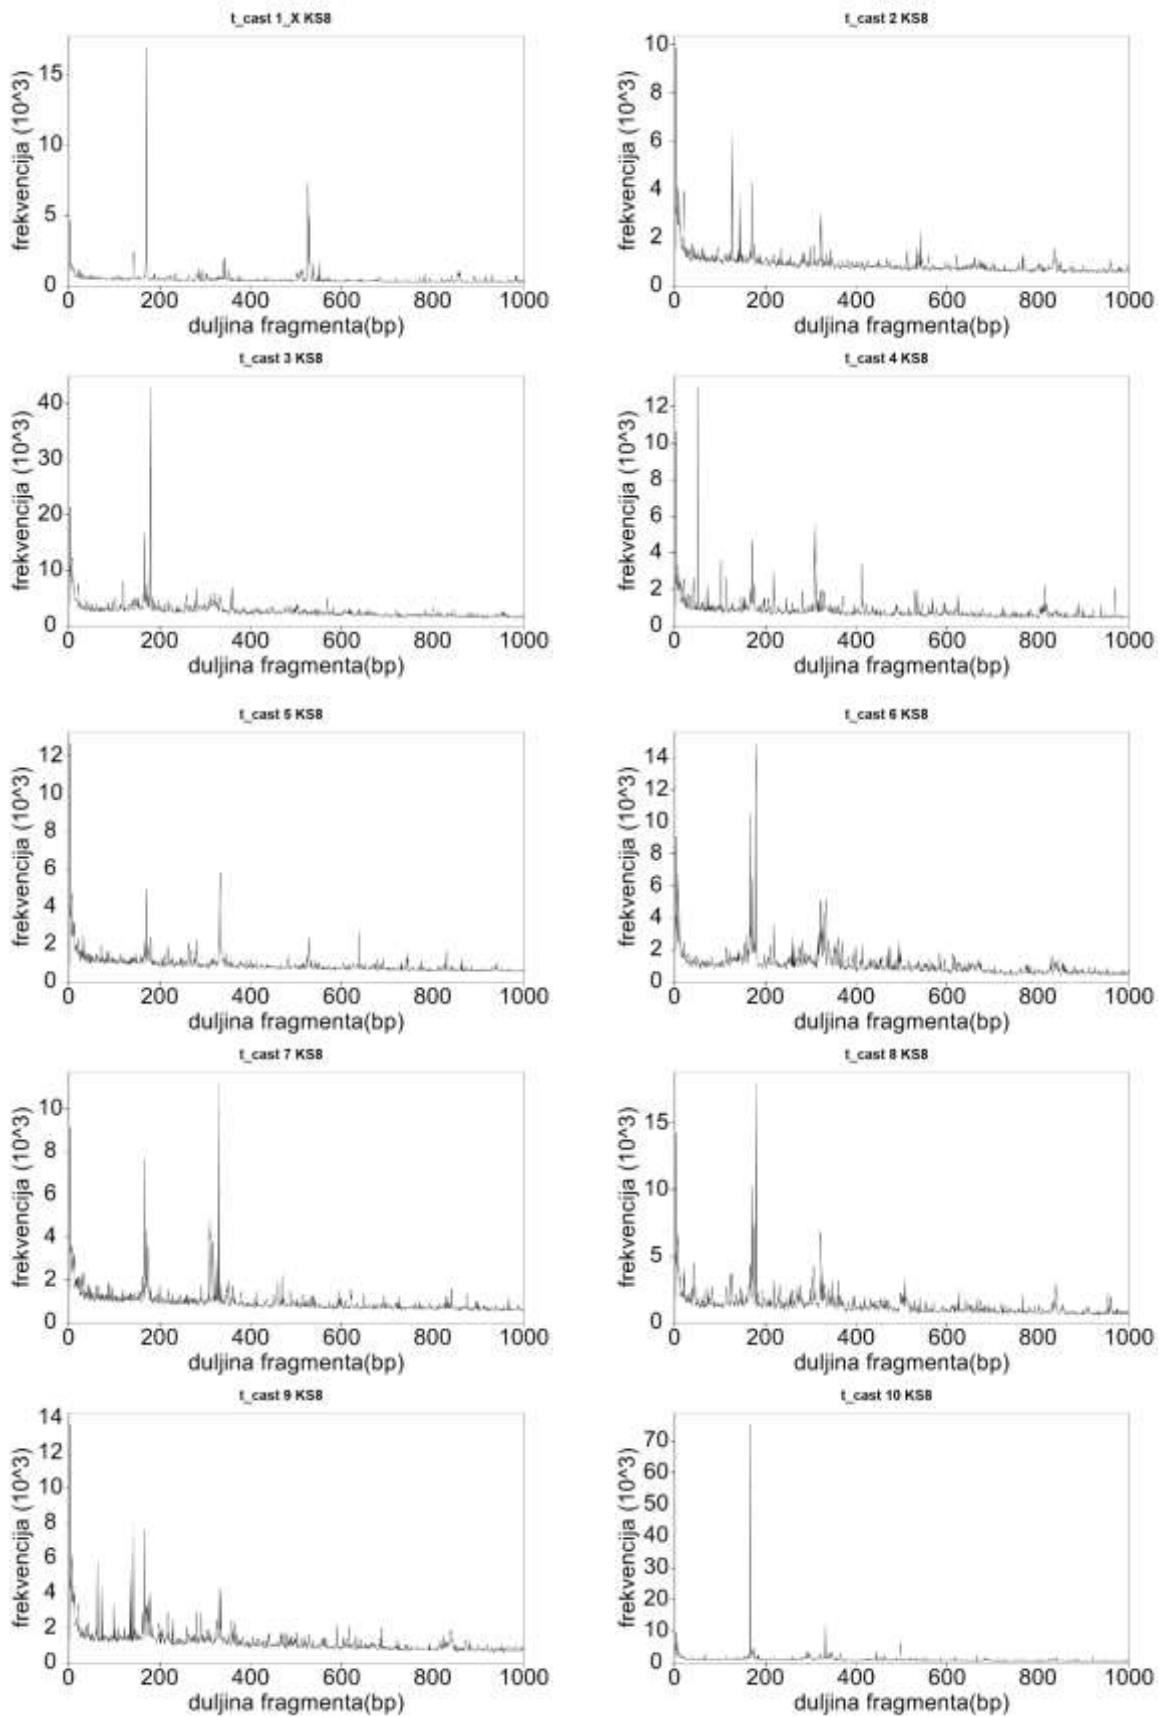 t_cast 1_X KS8
frekvencija (10^3)
15
10
5
0
0 200 400 600 800 1000
duljina fragmenta(bp)
t_cast 2 KS8
frekvencija (10^3)
10
8
6
4
2
0
0 200 400 600 800 1000
duljina fragmenta(bp)
t_cast 3 KS8
frekvencija (10^3)
40
30
20
10
0
0 200 400 600 800 1000
duljina fragmenta(bp)
t_cast 4 KS8
frekvencija (10^3)
12
10
8
6
4
2
0
0 200 400 600 800 1000
duljina fragmenta(bp)
t_cast 5 KS8
frekvencija (10^3)
12
10
8
6
4
2
0
0 200 400 600 800 1000
duljina fragmenta(bp)
t_cast 6 KS8
frekvencija (10^3)
14
12
10
8
6
4
2
0
0 200 400 600 800 1000
duljina fragmenta(bp)
t_cast 7 KS8
frekvencija (10^3)
10
8
6
4
2
0
0 200 400 600 800 1000
duljina fragmenta(bp)
t_cast 8 KS8
frekvencija (10^3)
15
10
5
0
0 200 400 600 800 1000
duljina fragmenta(bp)
t_cast 9 KS8
frekvencija (10^3)
14
12
10
8
6
4
2
0
0 200 400 600 800 1000
duljina fragmenta(bp)
t_cast 10 KS8
frekvencija (10^3)
70
60
50
40
30
20
10
0
0 200 400 600 800 1000
duljina fragmenta(bp)